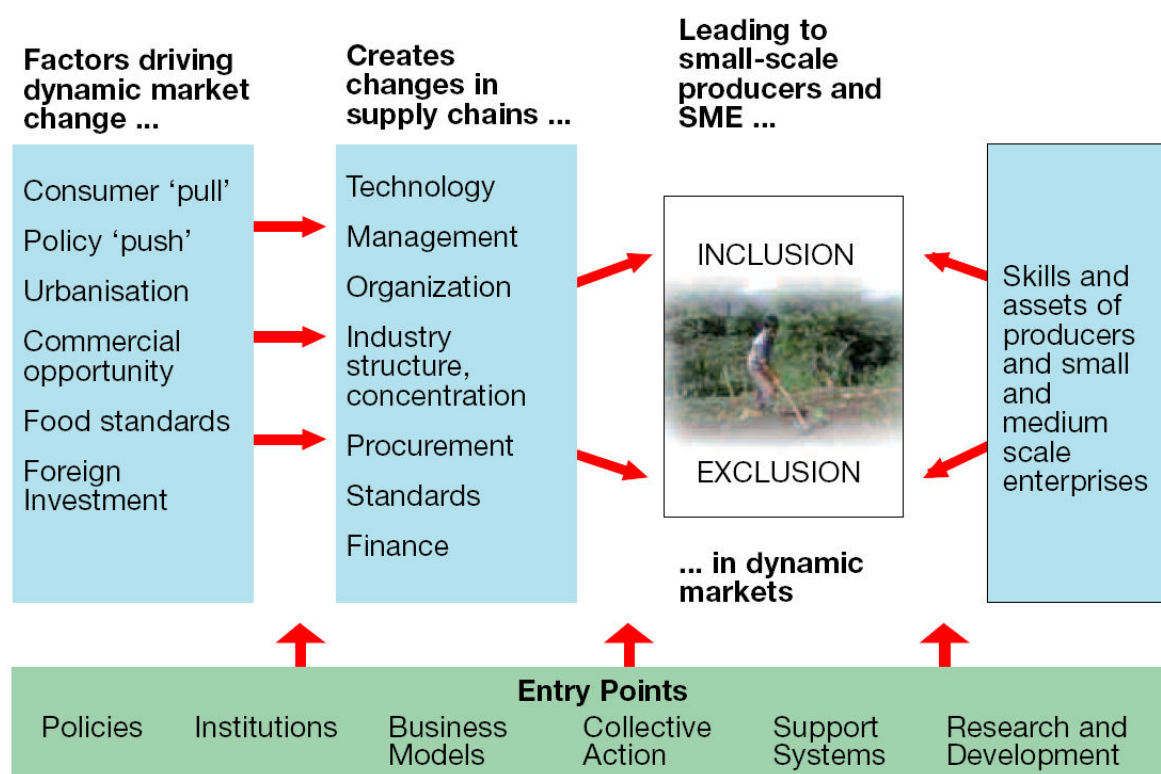 Factors driving
dynamic market
change ...
Consumer ‘pull’
Policy ‘push’
Urbanisation
Commercial
opportunity
Food standards
Foreign
Investment
Creates
changes in
supply chains ...
Technology
Management
Organization
Industry
structure,
concentration
Procurement
Standards
Finance
Leading to
small-scale
producers and
SME ...
INCLUSION
EXCLUSION
... in dynamic
markets
Skills and
assets of
producers
and small
and
medium
scale
enterprises
Entry Points
Policies
Institutions
Business
Models
Collective
Action
Support
Systems
Research and
Development